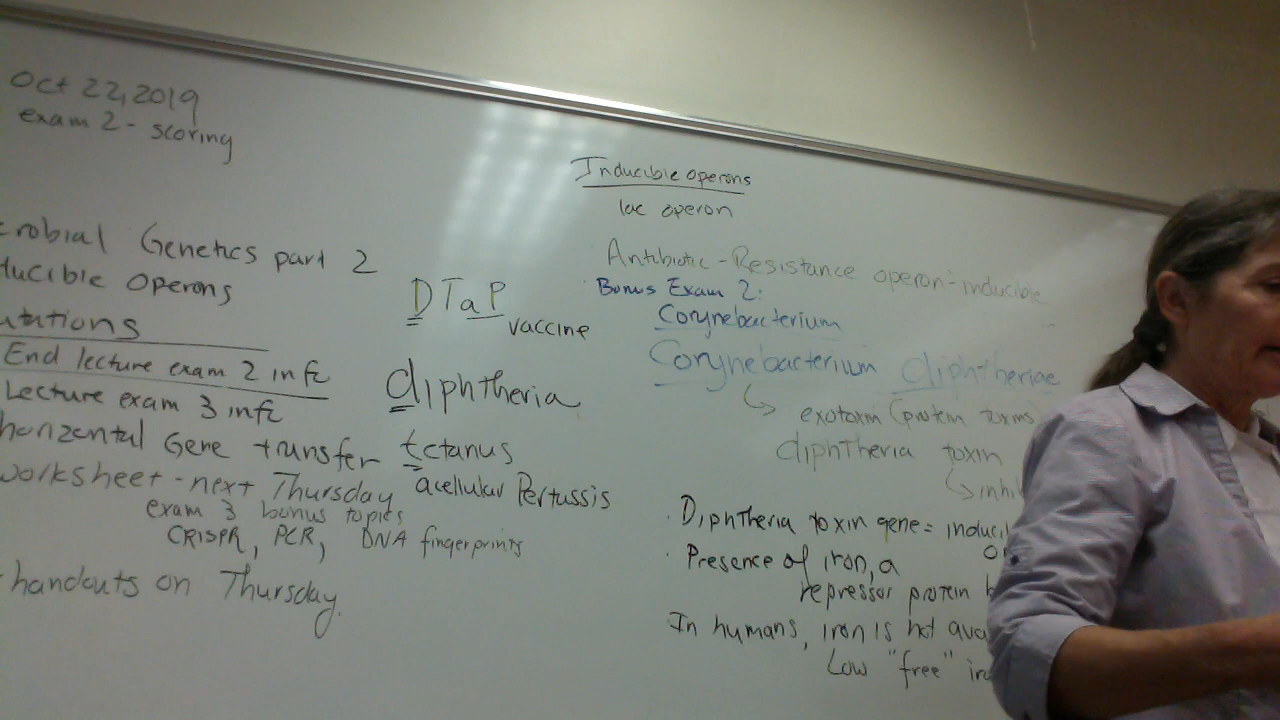 Oct 22, 2019
exam 2 - scoring
crobial Genetics part 2
ducible Operons
utations
End lecture exam 2 info
Lecture exam 3 info
horizontal Gene transfer
worksheet - next Thursday
exam 3 bonus topics
CRISPR, PCR, DNA fingerprints
- handouts on Thursday.
DTaP
vaccine
diphtheria
tetanus
acellular Pertussis
Inducible operons
lac operon
Antibiotic-Resistance operon-inducible
Bonus Exam 2:
Corynebacterium
Corynebacterium diphtheriae
exotoxin (protein toxins)
diphtheria toxin
inhi
· Diphtheria toxin gene = induci
· Presence of iron, a
repressor protein b
In humans, iron is not ava
Low "free" iro